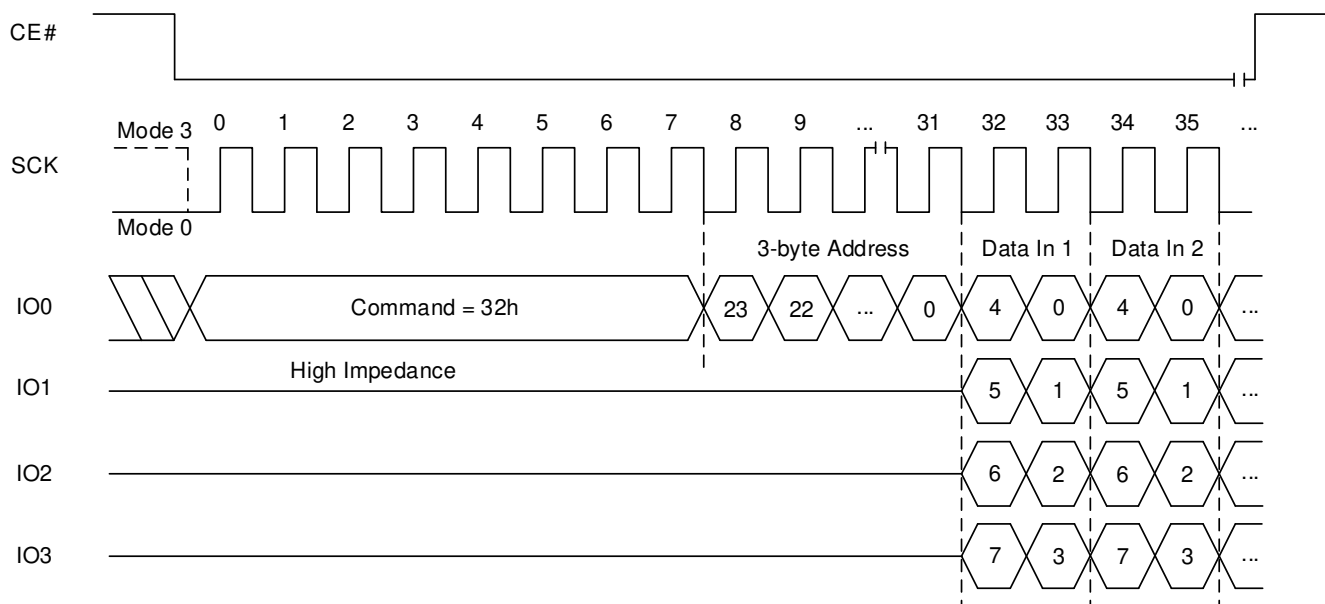 CE#
Mode 3 0 1 2 3 4 5 6 7 8 9 ... 31 32 33 34 35 ...
SCK
Mode 0
3-byte Address Data In 1 Data In 2
IO0 Command = 32h 23 22 ... 0 4 0 4 0 ...
High Impedance
IO1 5 1 5 1 ...
IO2 6 2 6 2 ...
IO3 7 3 7 3 ...